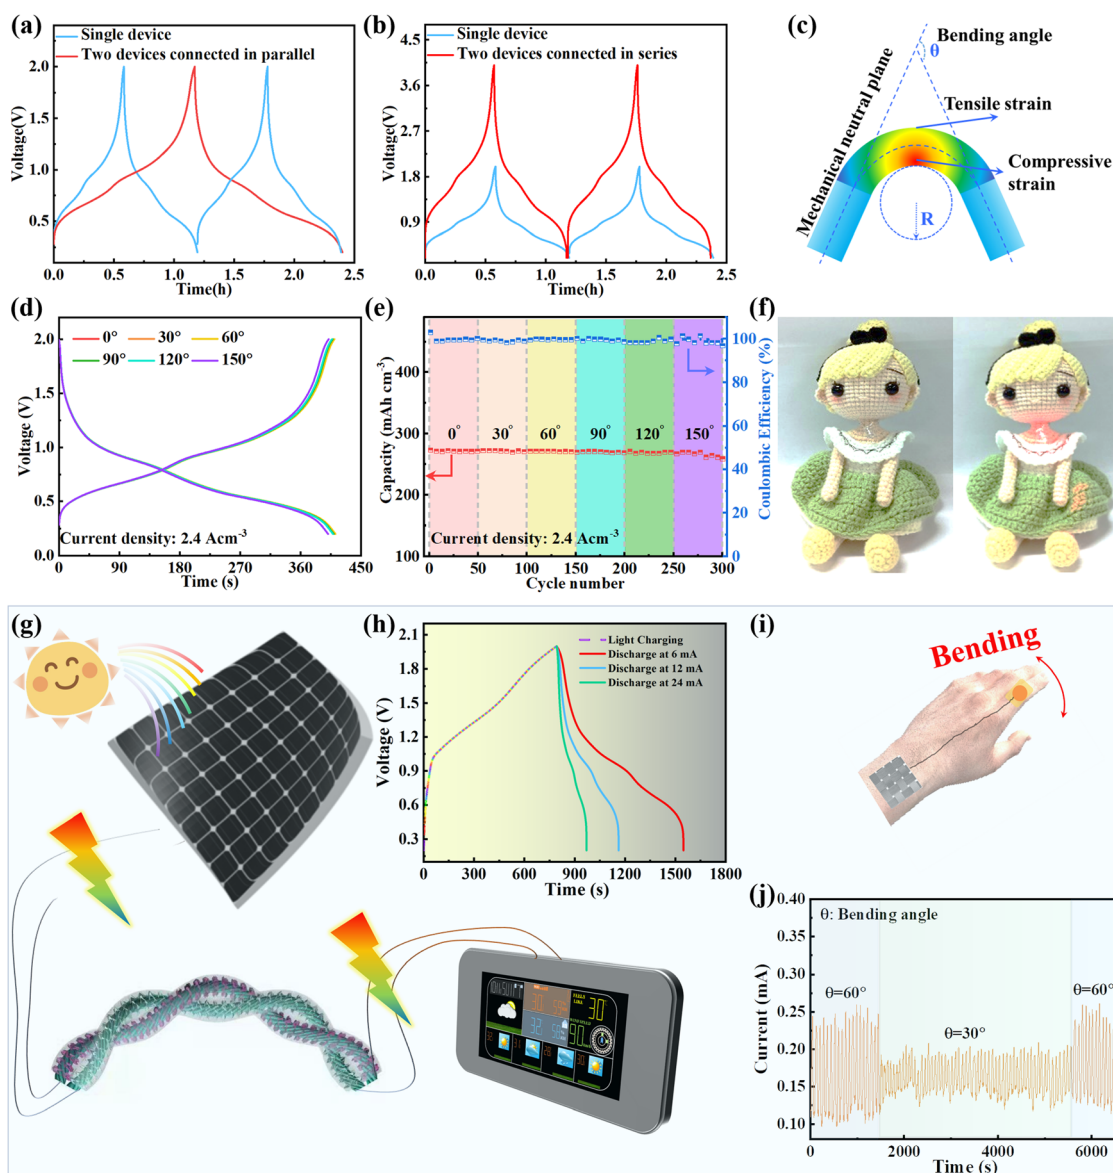 (a)
Single device
Two devices connected in parallel
Voltage(V)
2.0
1.5
1.0
0.5
0.0 0.5 1.0 1.5 2.0 2.5
Time(h)
(b)
Single device
Two devices connected in series
Voltage(V)
4.5
3.6
2.7
1.8
0.9
0.0 0.5 1.0 1.5 2.0 2.5
Time(h)
(c)
Bending angle
θ
Mechanical neutral plane
Tensile strain
Compressive
strain
R
(d)
0° 30° 60°
90° 120° 150°
Voltage (V)
2.0
1.5
1.0
0.5
0.0
Current density: 2.4 Acm-3
0 90 180 270 360 450
Time (s)
(e)
Capacity (mAh cm-3)
400
300
200
100
0° 30° 60° 90° 120° 150°
Current density: 2.4 Acm-3
0 50 100 150 200 250 300
Cycle number
100
80
60
40
20
0
Coulombic Efficiency (%)
(f)
(g)
(h)
Light Charging
Discharge at 6 mA
Discharge at 12 mA
Discharge at 24 mA
Voltage (V)
2.1
1.8
1.5
1.2
0.9
0.6
0.3
0 300 600 900 1200 1500 1800
Time (s)
(i)
Bending
30°
32
90
(j)
θ: Bending angle
Current (mA)
0.40
0.35
0.30
0.25
0.20
0.15
0.10
θ=60°
θ=30°
θ=60°
0 2000 4000 6000
Time (s)